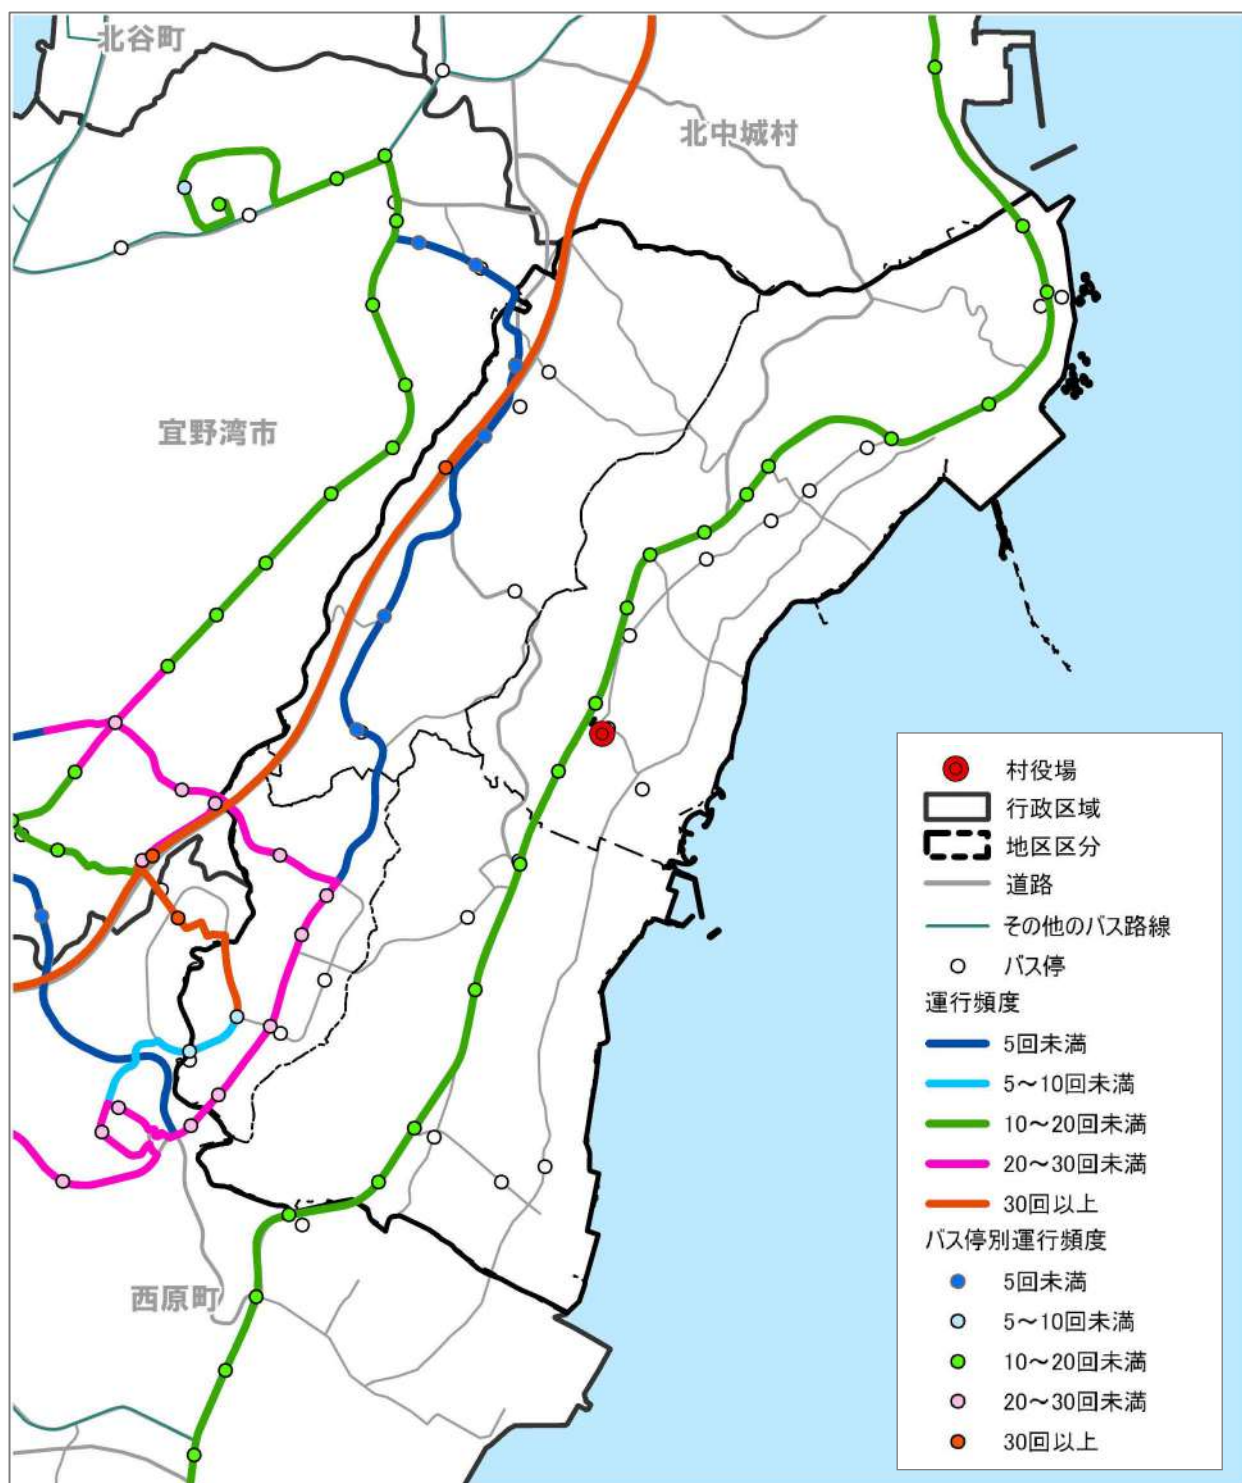 北谷町
北中城村
宜野湾市
西原町
村役場
行政区域
地区区分
道路
その他のバス路線
バス停
運行頻度
5回未満
5～10回未満
10～20回未満
20～30回未満
30回以上
バス停別運行頻度
5回未満
5～10回未満
10～20回未満
20～30回未満
30回以上